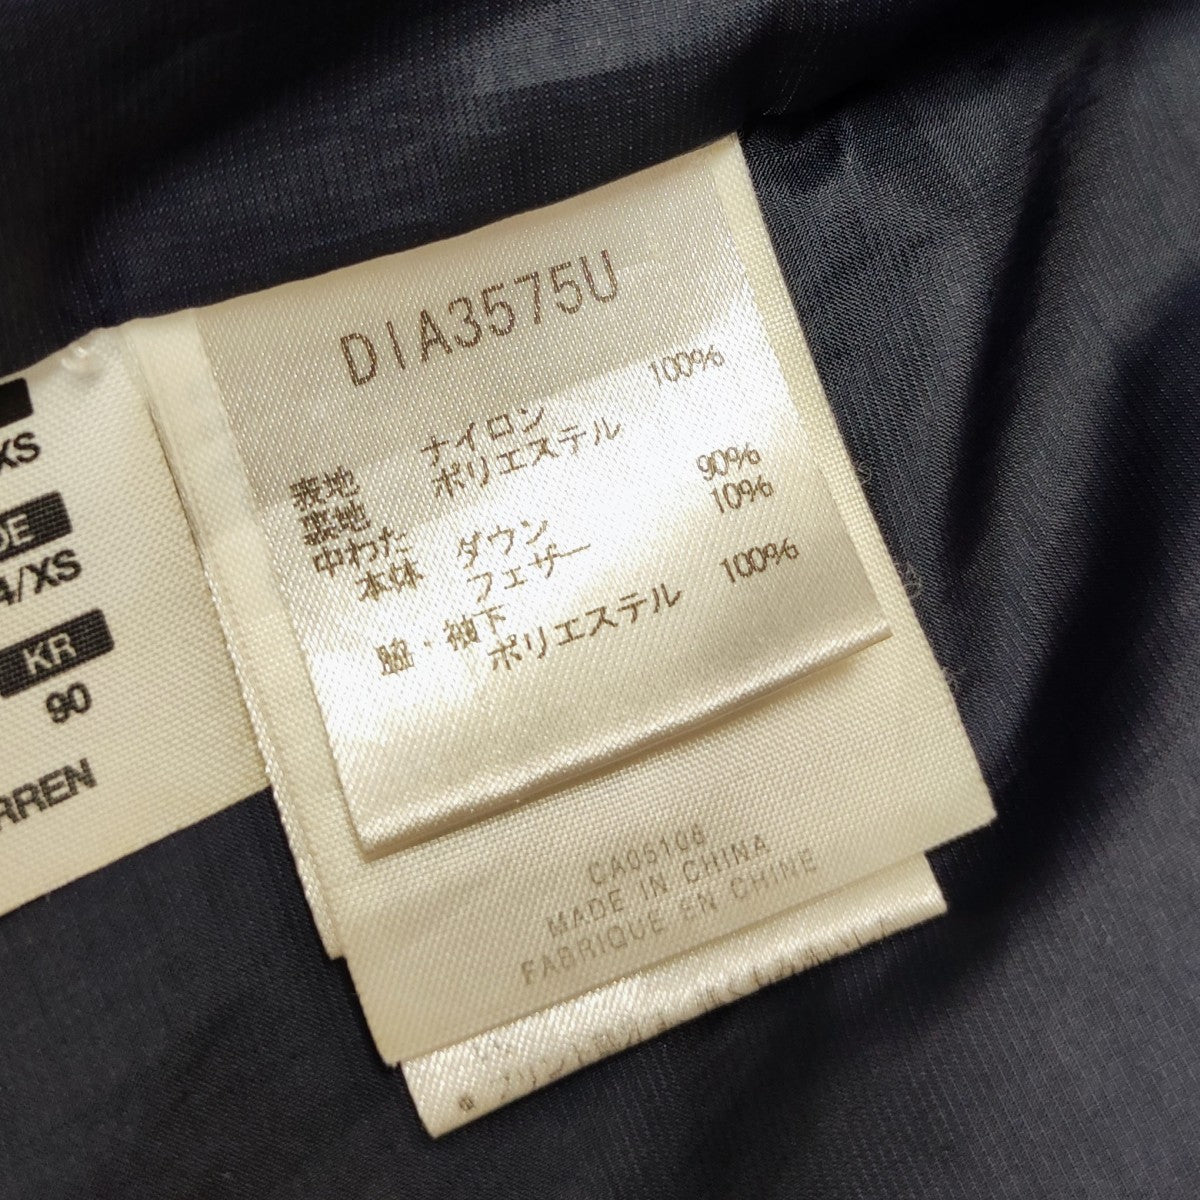 DIA3575U
表地 ナイロン 100%
裏地 ポリエステル
中わた
本体 ダウン 90%
フェザー 10%
脇・袖下
ポリエステル 100%
CA05106
MADE IN CHINA
FABRIQUE EN CHINE
XS
DE
4/XS
KR
90
RREN